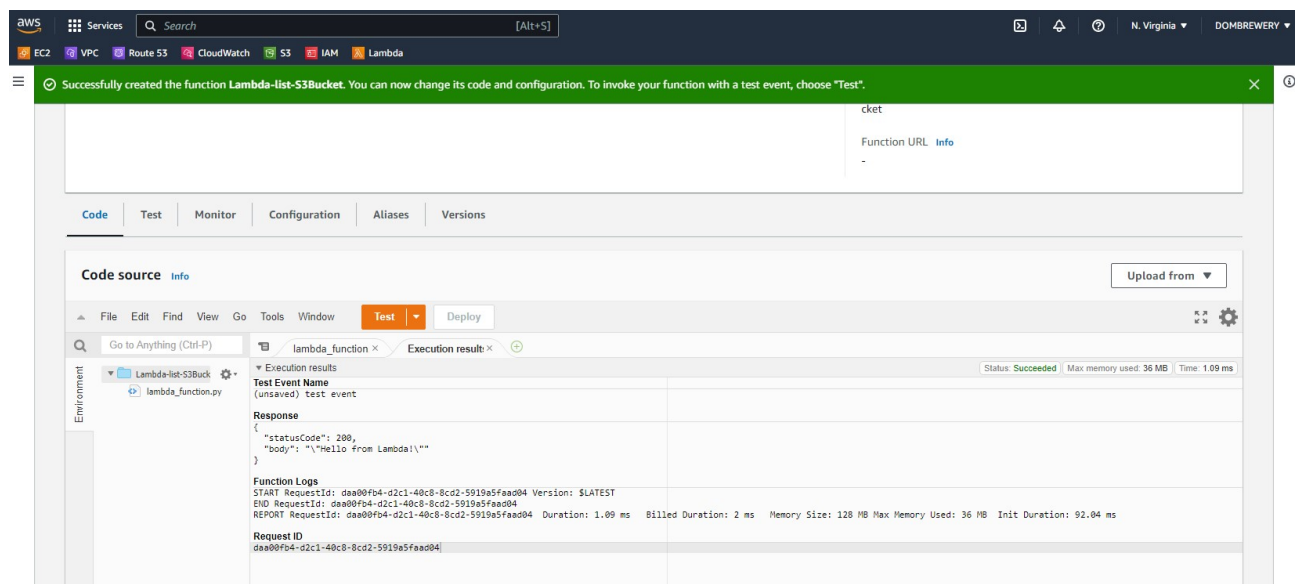 aws Services Search [Alt+S] N. Virginia DOMBREWERY
EC2 VPC Route 53 CloudWatch S3 IAM Lambda
Successfully created the function Lambda-list-S3Bucket. You can now change its code and configuration. To invoke your function with a test event, choose "Test".
cket
Function URL Info
-
Code Test Monitor Configuration Aliases Versions
Code source Info
Upload from
File Edit Find View Go Tools Window Test Deploy
Go to Anything (Ctrl-P) lambda_function × Execution result: ×
Environment
Lambda-list-S3Buck
lambda_function.py
Execution results Status: Succeeded Max memory used: 36 MB Time: 1.09 ms
Test Event Name
(unsaved) test event
Response
{
"statusCode": 200,
"body": "\"Hello from Lambda!\""
}
Function Logs
START RequestId: daa00fb4-d2c1-40c8-8cd2-5919a5faad04 Version: $LATEST
END RequestId: daa00fb4-d2c1-40c8-8cd2-5919a5faad04
REPORT RequestId: daa00fb4-d2c1-40c8-8cd2-5919a5faad04 Duration: 1.09 ms Billed Duration: 2 ms Memory Size: 128 MB Max Memory Used: 36 MB Init Duration: 92.04 ms
Request ID
daa00fb4-d2c1-40c8-8cd2-5919a5faad04